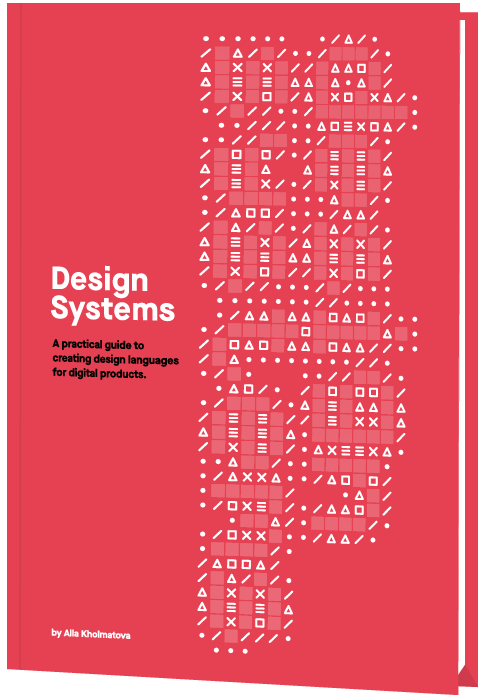 Design
Systems
A practical guide to
creating design languages
for digital products.
by Alla Kholmatova